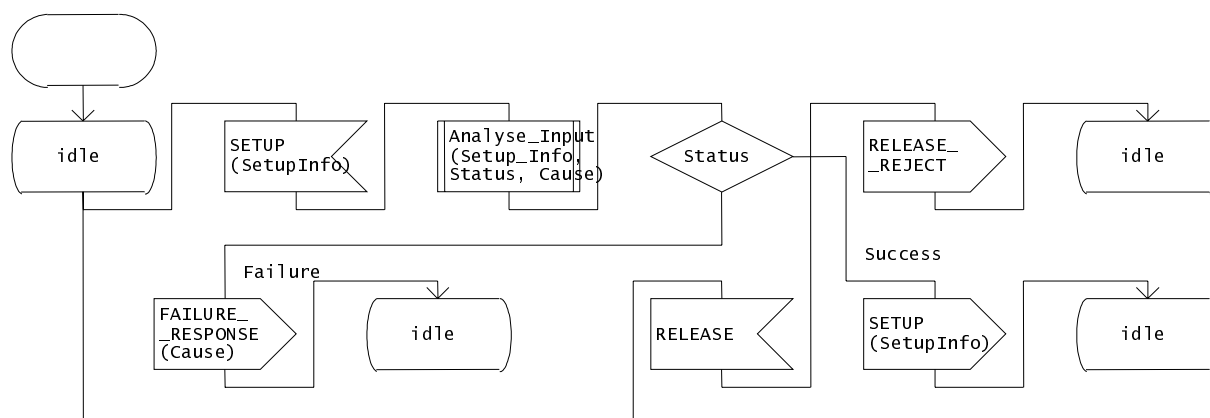 idle
SETUP
(SetupInfo)
Analyse_Input
(Setup_Info,
Status, Cause)
Status
RELEASE_
_REJECT
idle
Success
Failure
FAILURE_
_RESPONSE
(Cause)
idle
RELEASE
SETUP
(SetupInfo)
idle